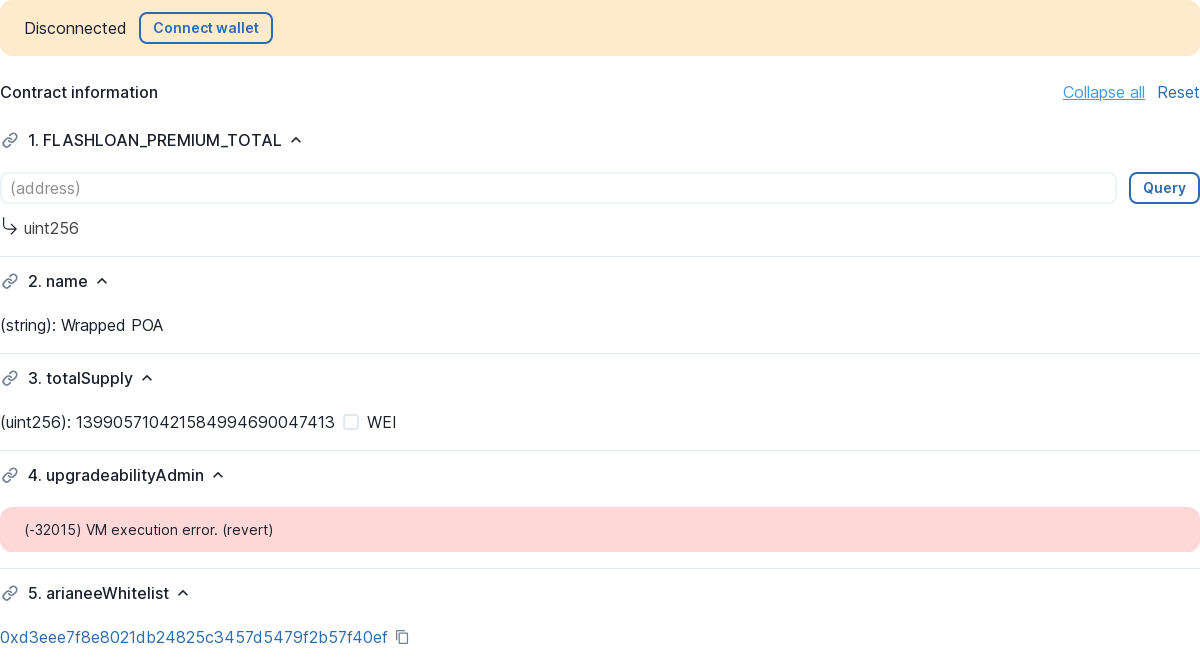 Disconnected Connect wallet
Contract information Collapse all Reset
1. FLASHLOAN_PREMIUM_TOTAL
(address) Query
uint256
2. name
(string): Wrapped POA
3. totalSupply
(uint256): 139905710421584994690047413 WEI
4. upgradeabilityAdmin
(-32015) VM execution error. (revert)
5. arianeeWhitelist
0xd3eee7f8e8021db24825c3457d5479f2b57f40ef